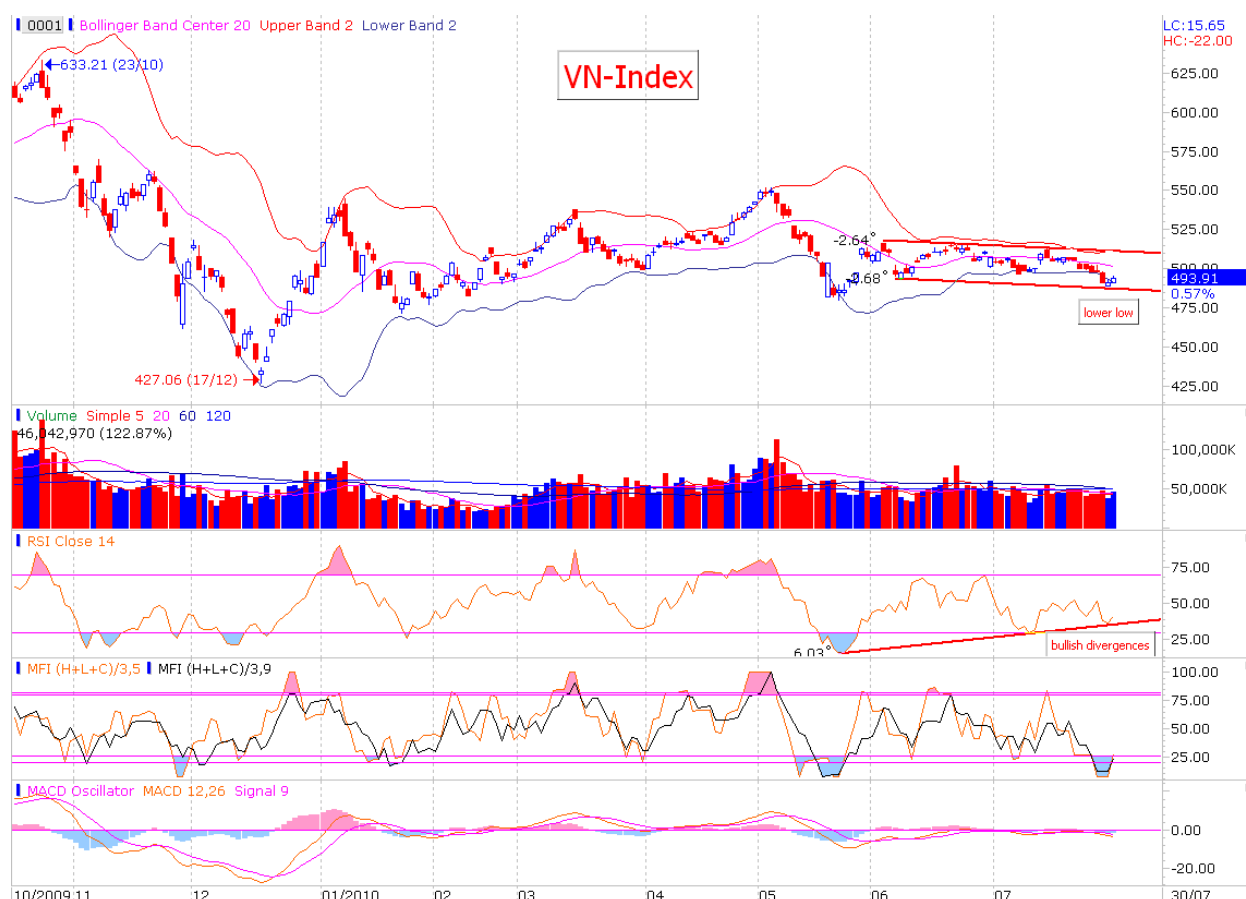 0001 Bollinger Band Center 20 Upper Band 2 Lower Band 2
LC:15.65
HC:-22.00
VN-Index
633.21 (23/10)
625.00
600.00
575.00
550.00
525.00
-2.64°
500.00
-2.68°
493.91
0.57%
475.00
lower low
450.00
427.06 (17/12)
425.00
Volume Simple 5 20 60 120
46,042,970 (122.87%)
100,000K
50,000K
RSI Close 14
75.00
50.00
25.00
6.03°
bullish divergences
MFI (H+L+C)/3,5 MFI (H+L+C)/3,9
100.00
75.00
50.00
25.00
MACD Oscillator MACD 12,26 Signal 9
0.00
-20.00
10/2009 11 12 01/2010 02 03 04 05 06 07 30/07